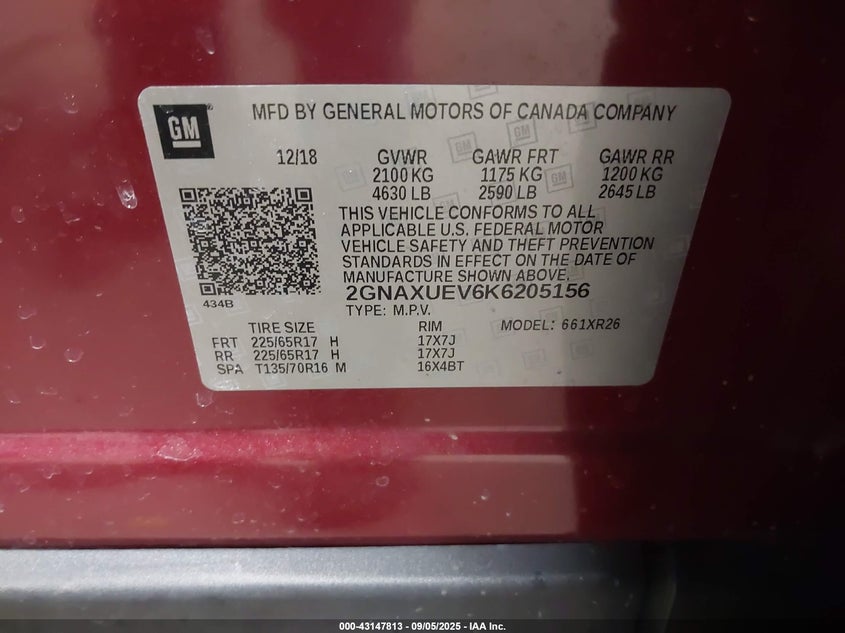 GM
MFD BY GENERAL MOTORS OF CANADA COMPANY
12/18 GVWR GAWR FRT GAWR RR
2100 KG 1175 KG 1200 KG
4630 LB 2590 LB 2645 LB
THIS VEHICLE CONFORMS TO ALL
APPLICABLE U.S. FEDERAL MOTOR
VEHICLE SAFETY AND THEFT PREVENTION
STANDARDS IN EFFECT ON THE DATE OF
MANUFACTURE SHOWN ABOVE.
434B 2GNAXUEV6K6205156
TYPE: M.P.V. MODEL: 661XR26
TIRE SIZE RIM
FRT 225/65R17 H 17X7J
RR 225/65R17 H 17X7J
SPA T135/70R16 M 16X4BT
000-43147813 - 09/05/2025 - IAA Inc.